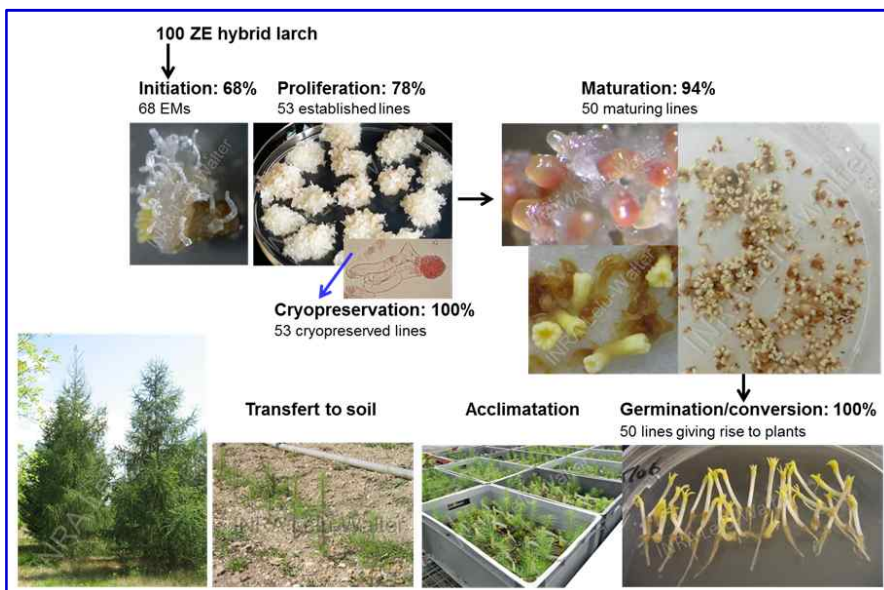 100 ZE hybrid larch
Initiation: 68%
68 EMs
Proliferation: 78%
53 established lines
Maturation: 94%
50 maturing lines
Cryopreservation: 100%
53 cryopreserved lines
Transfert to soil
Acclimatation
Germination/conversion: 100%
50 lines giving rise to plants